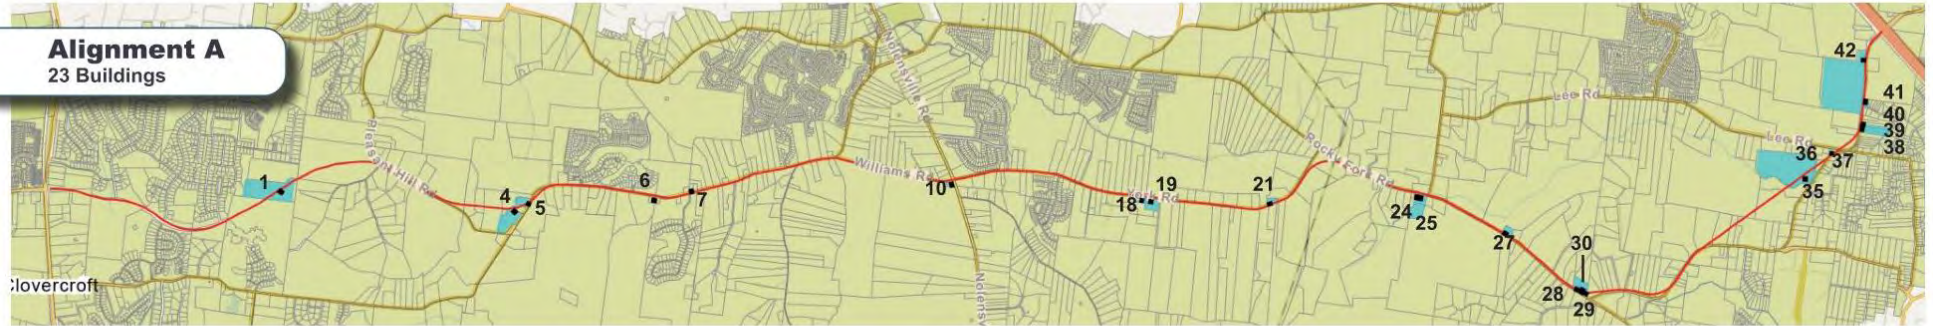 Alignment A
23 Buildings
Nolensville Rd
Pleasant Hill Rd
Williams Rd
York Rd
Rocky Fork Rd
Lee Rd
Lee Rd
Nolensv
Clovercroft
1
4
5
6
7
10
18
19
21
24
25
27
28
29
30
35
36
37
38
39
40
41
42